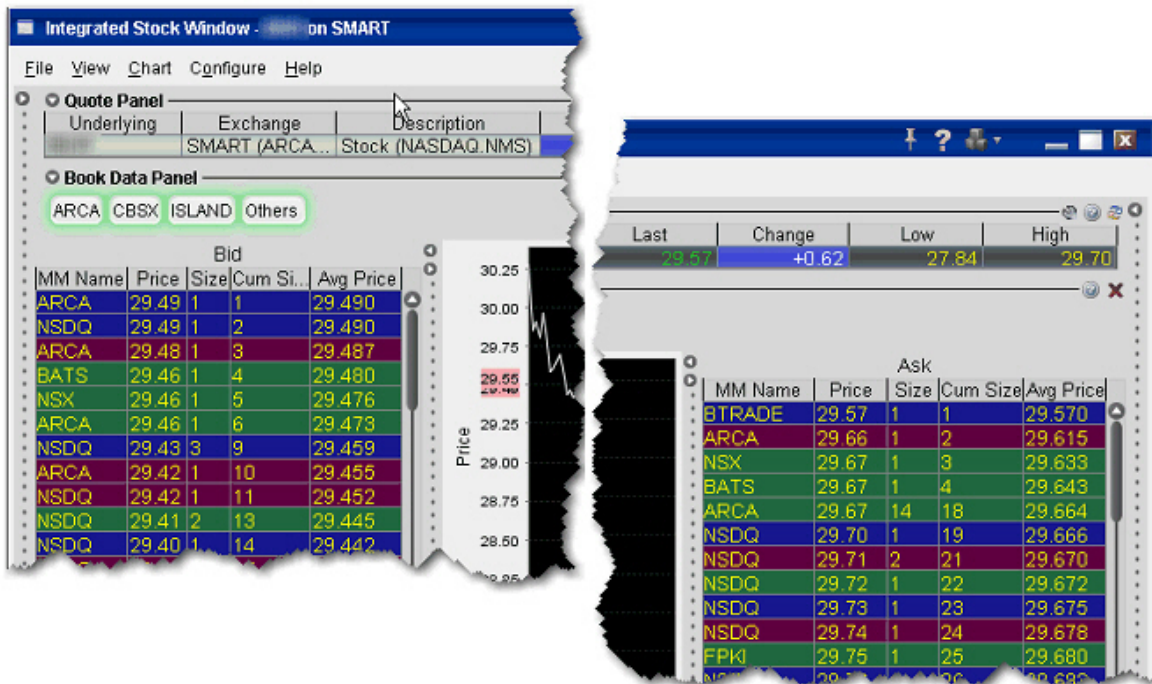 Integrated Stock Window - on SMART
File View Chart Configure Help
Quote Panel
Underlying Exchange Description
SMART (ARCA... Stock (NASDAQ.NMS)
Book Data Panel
ARCA CBSX ISLAND Others
Bid
MM Name Price Size Cum Si... Avg Price
ARCA 29.49 1 1 29.490
NSDQ 29.49 1 2 29.490
ARCA 29.48 1 3 29.487
BATS 29.46 1 4 29.480
NSX 29.46 1 5 29.476
ARCA 29.46 1 6 29.473
NSDQ 29.43 3 9 29.459
ARCA 29.42 1 10 29.455
NSDQ 29.42 1 11 29.452
NSDQ 29.41 2 13 29.445
NSDQ 29.40 1 14 29.442
30.25
30.00
29.75
29.55
29.25
29.00
28.75
28.50
Price
?
Last Change Low High
29.57 +0.62 27.84 29.70
Ask
MM Name Price Size Cum Size Avg Price
BTRADE 29.57 1 1 29.570
ARCA 29.66 1 2 29.615
NSX 29.67 1 3 29.633
BATS 29.67 1 4 29.643
ARCA 29.67 14 18 29.664
NSDQ 29.70 1 19 29.666
NSDQ 29.71 2 21 29.670
NSDQ 29.72 1 22 29.672
NSDQ 29.73 1 23 29.675
NSDQ 29.74 1 24 29.678
FPKI 29.75 1 25 29.680